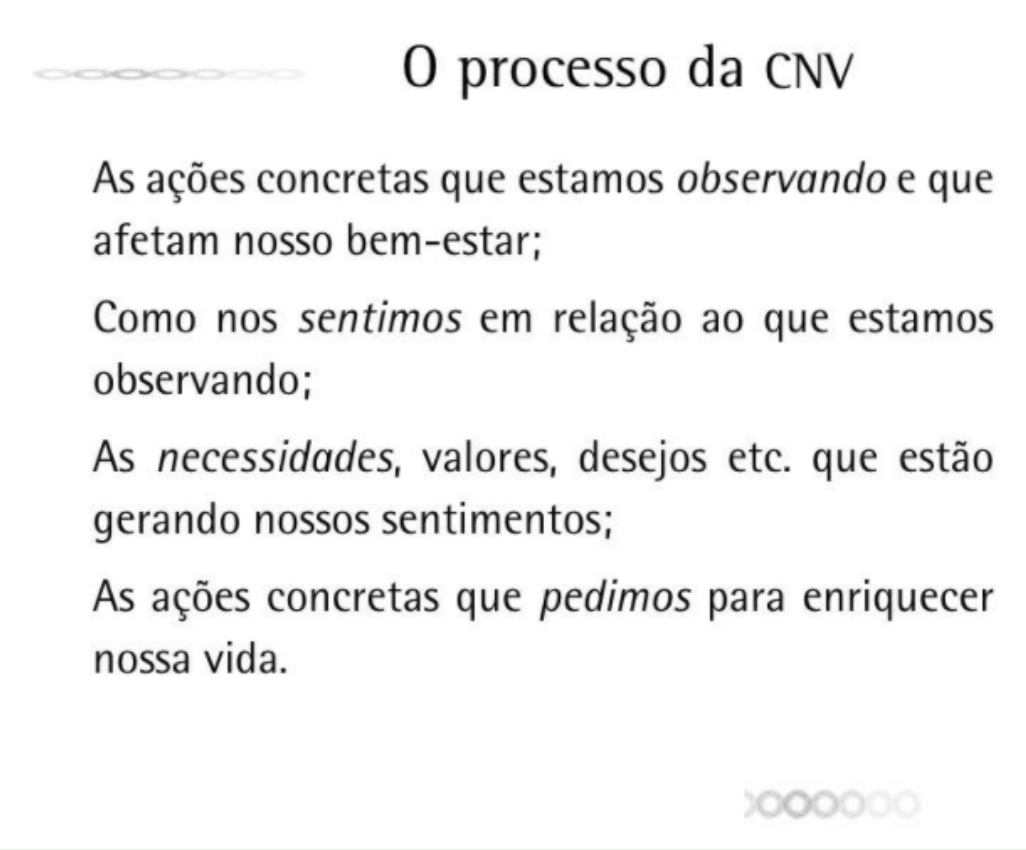 O processo da CNV
As ações concretas que estamos observando e que
afetam nosso bem-estar;
Como nos sentimos em relação ao que estamos
observando;
As necessidades, valores, desejos etc. que estão
gerando nossos sentimentos;
As ações concretas que pedimos para enriquecer
nossa vida.